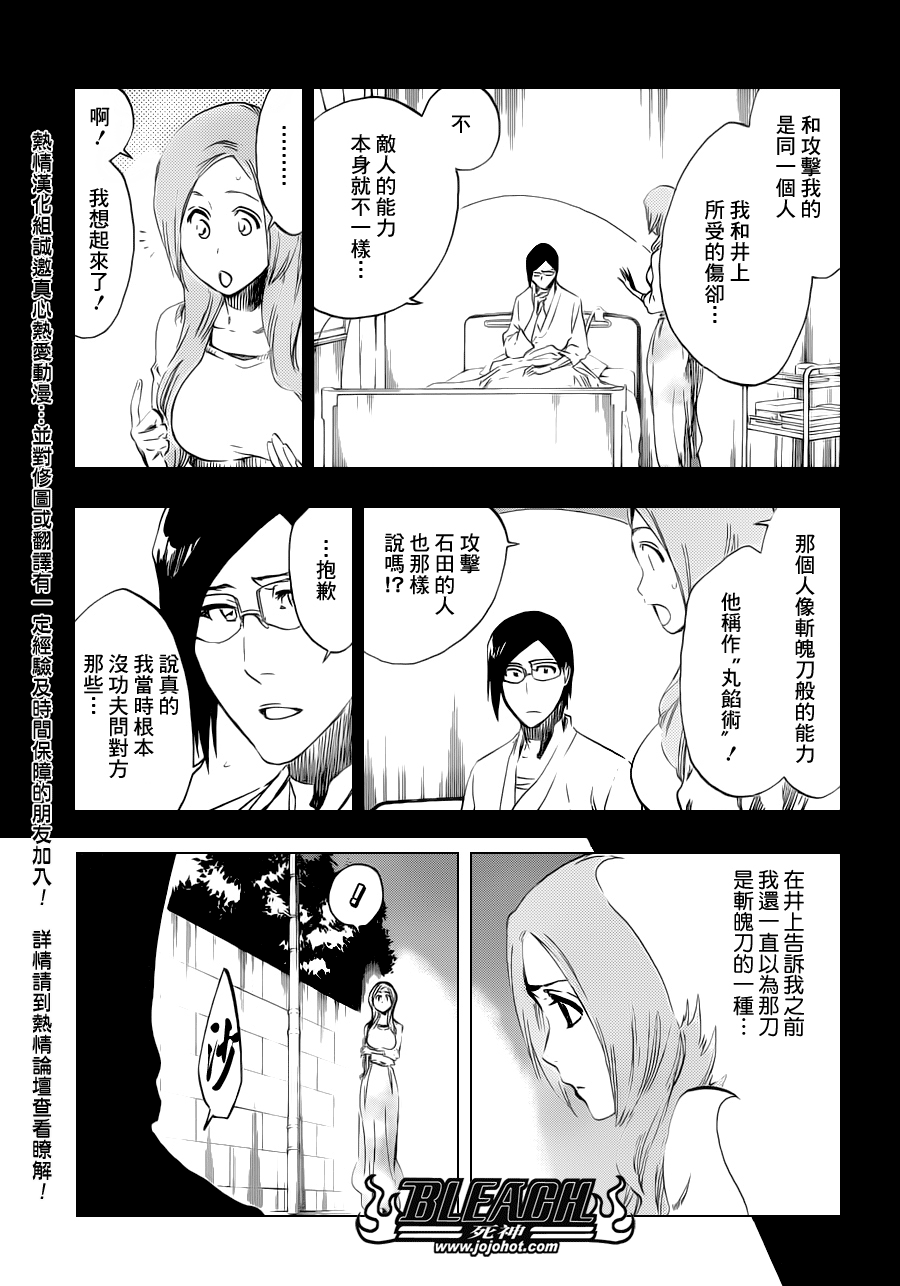 和攻擊我的
是同一個人
我和井上
所受的傷卻…
不
敵人的能力
本身就不一樣…
………
啊！
我想起來了！
那個人像斬魄刀般的能力
他稱作"丸餡術"！
攻擊
石田的人
也那樣
說嗎!?
…抱歉
說真的
我當時根本
沒功夫問對方
那些…
在井上告訴我之前
我還一直以為那刀
是斬魄刀的一種…
！
沙
熱情漢化組誠邀真心熱愛動漫…並對修圖或翻譯有一定經驗及時間保障的朋友加入！ 詳情請到熱情論壇查看瞭解！
BLEACH
死神
www.jojohot.com